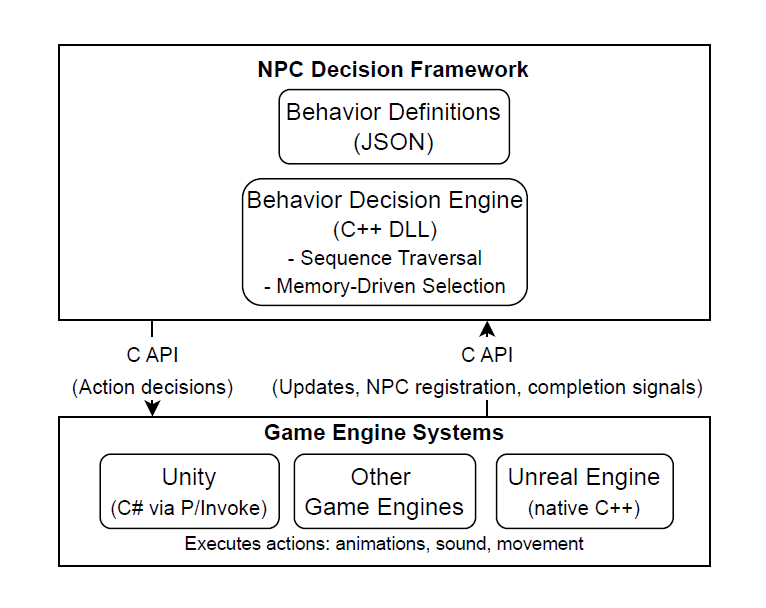 NPC Decision Framework
Behavior Definitions
(JSON)
Behavior Decision Engine
(C++ DLL)
- Sequence Traversal
- Memory-Driven Selection
C API
(Action decisions)
C API
(Updates, NPC registration, completion signals)
Game Engine Systems
Unity
(C# via P/Invoke)
Other
Game Engines
Unreal Engine
(native C++)
Executes actions: animations, sound, movement